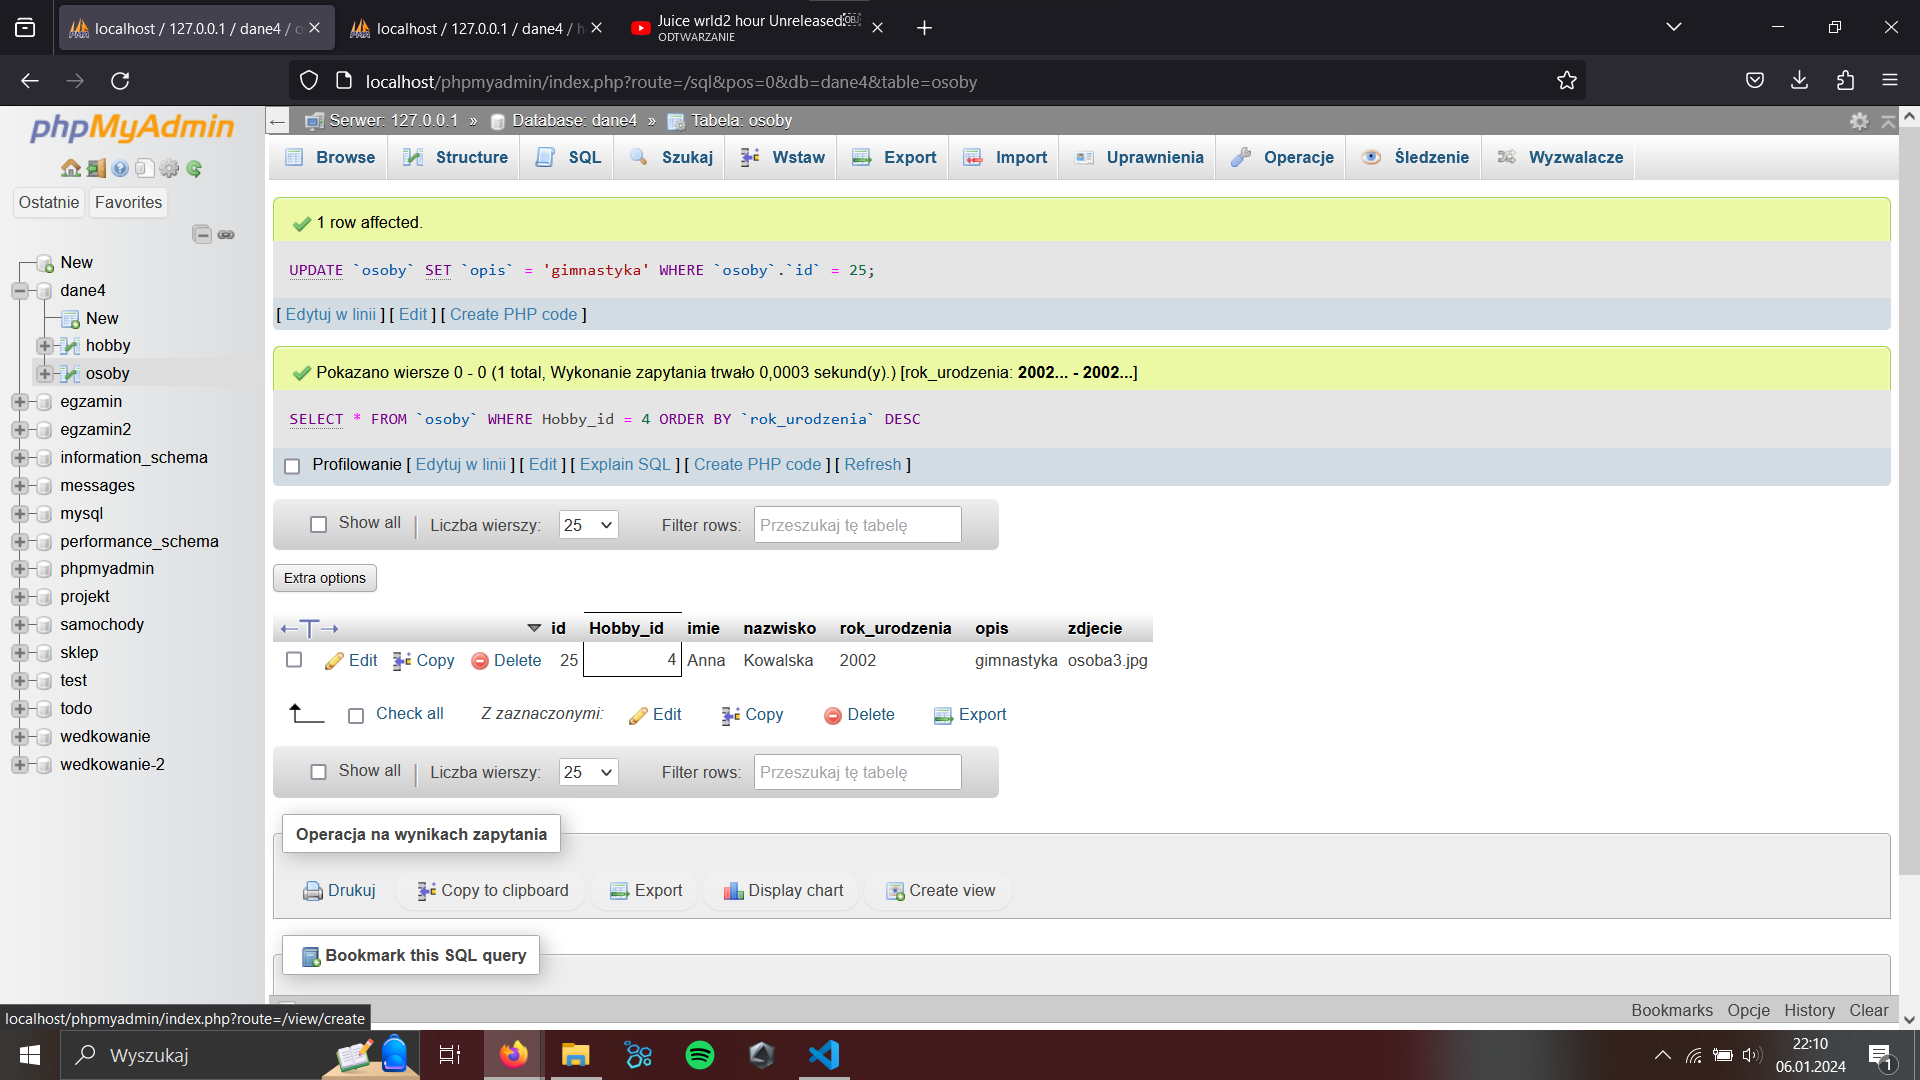 localhost / 127.0.0.1 / dane4 / o
localhost / 127.0.0.1 / dane4 / h
Juice wrld2 hour Unreleased
ODTWARZANIE
localhost/phpmyadmin/index.php?route=/sql&pos=0&db=dane4&table=osoby
phpMyAdmin
Ostatnie Favorites
New
dane4
New
hobby
osoby
egzamin
egzamin2
information_schema
messages
mysql
performance_schema
phpmyadmin
projekt
samochody
sklep
test
todo
wedkowanie
wedkowanie-2
Serwer: 127.0.0.1 » Database: dane4 » Tabela: osoby
Browse Structure SQL Szukaj Wstaw Export Import Uprawnienia Operacje Śledzenie Wyzwalacze
1 row affected.
UPDATE `osoby` SET `opis` = 'gimnastyka' WHERE `osoby`.`id` = 25;
[ Edytuj w linii ] [ Edit ] [ Create PHP code ]
Pokazano wiersze 0 - 0 (1 total, Wykonanie zapytania trwało 0,0003 sekund(y).) [rok_urodzenia: 2002... - 2002...]
SELECT * FROM `osoby` WHERE Hobby_id = 4 ORDER BY `rok_urodzenia` DESC
Profilowanie [ Edytuj w linii ] [ Edit ] [ Explain SQL ] [ Create PHP code ] [ Refresh ]
Show all | Liczba wierszy: 25 Filter rows: Przeszukaj tę tabelę
Extra options
id Hobby_id imie nazwisko rok_urodzenia opis zdjecie
Edit Copy Delete 25 4 Anna Kowalska 2002 gimnastyka osoba3.jpg
Check all Z zaznaczonymi: Edit Copy Delete Export
Show all | Liczba wierszy: 25 Filter rows: Przeszukaj tę tabelę
Operacja na wynikach zapytania
Drukuj Copy to clipboard Export Display chart Create view
Bookmark this SQL query
Bookmarks Opcje History Clear
localhost/phpmyadmin/index.php?route=/view/create
Wyszukaj
22:10
06.01.2024
1